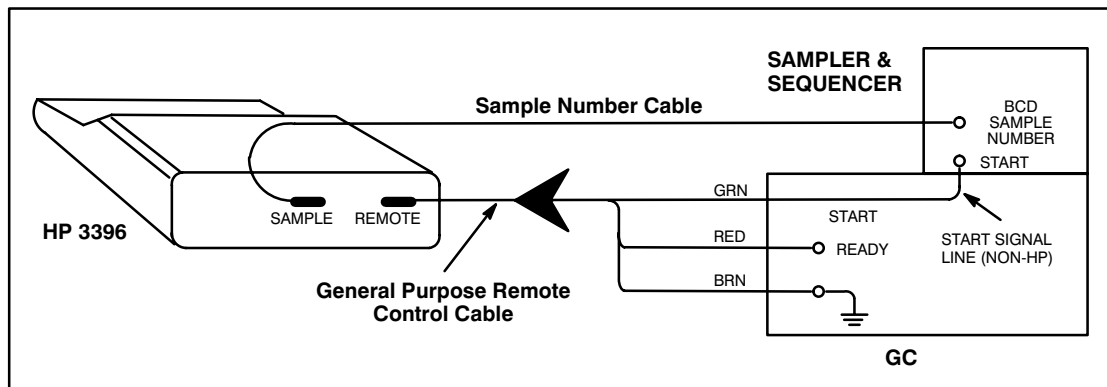 SAMPLER &
SEQUENCER
Sample Number Cable
BCD
SAMPLE
NUMBER
START
GRN
SAMPLE
REMOTE
START
HP 3396
RED
READY
START SIGNAL
LINE (NON-HP)
General Purpose Remote
Control Cable
BRN
GC